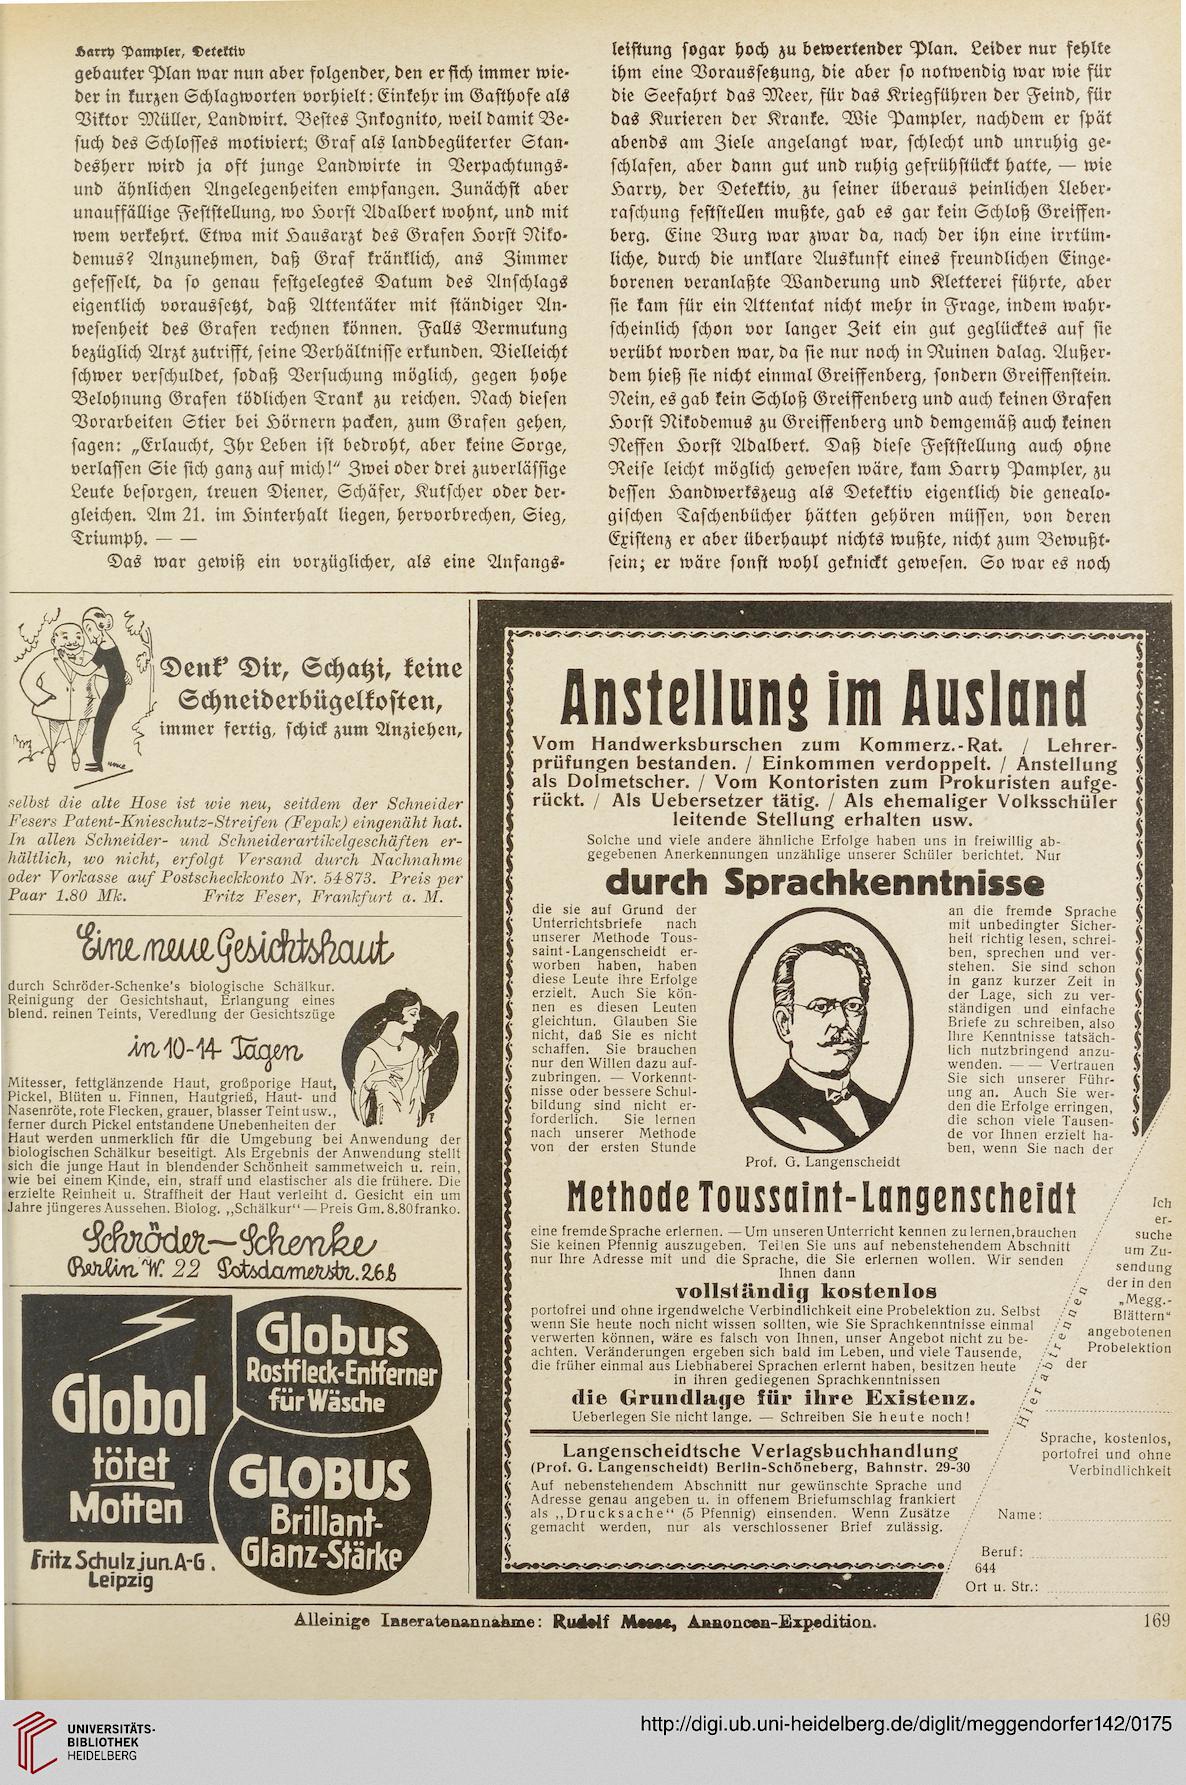 Harry Pampler, Detektiv
gebauter Plan war nun aber folgender, den er sich immer wie-
der in kurzen Schlagworten vorhielt: Einkehr im Gasthofe als
Viktor Müller, Landwirt. Bestes Inkognito, weil damit Be-
such des Schlosses motiviert; Graf als landbegüterter Stan-
desherr wird ja oft junge Landwirte in Verpachtungs-
und ähnlichen Angelegenheiten empfangen. Zunächst aber
unauffällige Feststellung, wo Horst Adalbert wohnt, und mit
wem verkehrt. Etwa mit Hausarzt des Grafen Horst Niko-
demus? Anzunehmen, daß Graf kränklich, ans Zimmer
gefesselt, da so genau festgelegtes Datum des Anschlags
eigentlich voraussetzt, daß Attentäter mit ständiger An-
wesenheit des Grafen rechnen können. Falls Vermutung
bezüglich Arzt zutrifft, seine Verhältnisse erkunden. Vielleicht
schwer verschuldet, sodaß Versuchung möglich, gegen hohe
Belohnung Grafen tödlichen Trank zu reichen. Nach diesen
Vorarbeiten Stier bei Hörnern packen, zum Grafen gehen,
sagen: „Erlaucht, Ihr Leben ist bedroht, aber keine Sorge,
verlassen Sie sich ganz auf mich!“ Zwei oder drei zuverlässige
Leute besorgen, treuen Diener, Schäfer, Kutscher oder der-
gleichen. Am 21. im Hinterhalt liegen, hervorbrechen, Sieg,
Triumph. — —
Das war gewiß ein vorzüglicher, als eine Anfangs-
leistung sogar hoch zu bewertender Plan. Leider nur fehlte
ihm eine Voraussetzung, die aber so notwendig war wie für
die Seefahrt das Meer, für das Kriegführen der Feind, für
das Kurieren der Kranke. Wie Pampler, nachdem er spät
abends am Ziele angelangt war, schlecht und unruhig ge-
schlafen, aber dann gut und ruhig gefrühstückt hatte, — wie
Harry, der Detektiv, zu seiner überaus peinlichen Ueber-
raschung feststellen mußte, gab es gar kein Schloß Greiffen-
berg. Eine Burg war zwar da, nach der ihn eine irrtüm-
liche, durch die unklare Auskunft eines freundlichen Einge-
borenen veranlaßte Wanderung und Kletterei führte, aber
sie kam für ein Attentat nicht mehr in Frage, indem wahr-
scheinlich schon vor langer Zeit ein gut geglücktes auf sie
verübt worden war, da sie nur noch in Ruinen dalag. Außer-
dem hieß sie nicht einmal Greiffenberg, sondern Greiffenstein.
Nein, es gab kein Schloß Greiffenberg und auch keinen Grafen
Horst Nikodemus zu Greiffenberg und demgemäß auch keinen
Neffen Horst Adalbert. Daß diese Feststellung auch ohne
Reise leicht möglich gewesen wäre, kam Harry Pampler, zu
dessen Handwerkszeug als Detektiv eigentlich die genealo-
gischen Taschenbücher hätten gehören müssen, von deren
Existenz er aber überhaupt nichts wußte, nicht zum Bewußt-
sein; er wäre sonst wohl geknickt gewesen. So war es noch
Denk’ Dir, Schatzi, keine
Schneiderbügelkosten,
immer fertig, schick zum Anziehen,
selbst die alte Hose ist wie neu, seitdem der Schneider
Fesers Patent-Knieschutz-Streifen (Fepak) eingenäht hat.
In allen Schneider- und Schneiderartikelgeschäften er-
hältlich, wo nicht, erfolgt Versand durch Nachnahme
oder Vorkasse auf Postscheckkonto Nr. 54873. Preis per
Paar 1.80 Mk. Fritz Feser, Frankfurt a. M.
Eine neue Gesichtshaut
durch Schröder-Schenke's biologische Schälkur.
Reinigung der Gesichtshaut, Erlangung eines
blend. reinen Teints, Veredlung der Gesichtszüge
in 10-14 Tagen
Mitesser, fettglänzende Haut, großporige Haut,
Pickel, Blüten u. Finnen, Hautgrieß, Haut- und
Nasenröte, rote Flecken, grauer, blasser Teint usw.,
ferner durch Pickel entstandene Unebenheiten der
Haut werden unmerklich für die Umgebung bei Anwendung der
biologischen Schälkur beseitigt. Als Ergebnis der Anwendung stellt
sich die junge Haut in blendender Schönheit sammetweich u. rein,
wie bei einem Kinde, ein, straff und elastischer als die frühere. Die
erzielte Reinheit u. Straffheit der Haut verleiht d. Gesicht ein um
Jahre jüngeres Aussehen. Biolog. „Schälkur“ — Preis Gm. 8.80 franko.
Schröder—Schenke
Berlin W. 22 Potsdamerstr. 26b
Globol
tötet
Motten
Fritz Schulz jun. A-G.
Leipzig
Globus
Rostfleck-Entferner
für Wäsche
GLOBUS
Brillant-
Glanz-Stärke
Anstellung im Ausland
Vom Handwerksburschen zum Kommerz.-Rat. / Lehrer-
prüfungen bestanden. / Einkommen verdoppelt. / Anstellung
als Dolmetscher. / Vom Kontoristen zum Prokuristen aufge-
rückt. / Als Uebersetzer tätig. / Als ehemaliger Volksschüler
leitende Stellung erhalten usw.
Solche und viele andere ähnliche Erfolge haben uns in freiwillig ab-
gegebenen Anerkennungen unzählige unserer Schüler berichtet. Nur
durch Sprachkenntnisse
die sie auf Grund der
Unterrichtsbriefe nach
unserer Methode Tous-
saint-Langenscheidt er-
worben haben, haben
diese Leute ihre Erfolge
erzielt. Auch Sie kön-
nen es diesen Leuten
gleichtun. Glauben Sie
nicht, daß Sie es nicht
schaffen. Sie brauchen
nur den Willen dazu auf-
zubringen. — Vorkennt-
nisse oder bessere Schul-
bildung sind nicht er-
forderlich. Sie lernen
nach unserer Methode
von der ersten Stunde
Prof. G. Langenscheidt
an die fremde Sprache
mit unbedingter Sicher-
heit richtig lesen, schrei-
ben, sprechen und ver-
stehen. Sie sind schon
in ganz kurzer Zeit in
der Lage, sich zu ver-
ständigen und einfache
Briefe zu schreiben, also
Ihre Kenntnisse tatsäch-
lich nutzbringend anzu-
wenden. — — Vertrauen
Sie sich unserer Führ-
ung an. Auch Sie wer-
den die Erfolge erringen,
die schon viele Tausen-
de vor Ihnen erzielt ha-
ben, wenn Sie nach der
Methode Toussaint-Langenscheidt
eine fremde Sprache erlernen. — Um unseren Unterricht kennen zu lernen, brauchen
Sie keinen Pfennig auszugeben. Teilen Sie uns auf nebenstehendem Abschnitt
nur Ihre Adresse mit und die Sprache, die Sie erlernen wollen. Wir senden
Ihnen dann
vollständig kostenlos
portofrei und ohne irgendwelche Verbindlichkeit eine Probelektion zu. Selbst
wenn Sie heute noch nicht wissen sollten, wie Sie Sprachkenntnisse einmal
verwerten können, wäre es falsch von Ihnen, unser Angebot nicht zu be-
achten. Veränderungen ergeben sich bald im Leben, und viele Tausende,
die früher einmal aus Liebhaberei Sprachen erlernt haben, besitzen heute
in ihren gediegenen Sprachkenntnissen
die Grundlage für ihre Existenz.
Ueberlegen Sie nicht lange. — Schreiben Sie heute noch!
Langenscheidtsche Verlagsbuchhandlung
(Prof. G. Langenscheidt) Berlin-Schöneberg, Bahnstr. 29-30
Auf nebenstehendem Abschnitt nur gewünschte Sprache und
Adresse genau angeben u. in offenem Briefumschlag frankiert
als „Drucksache“ (5 Pfennig) einsenden. Wenn Zusätze
gemacht werden, nur als verschlossener Brief zulässig.
Hier abtrennen
Ich
er-
suche
um Zu-
sendung
der in den
„Megg.-
Blättern“
angebotenen
Probelektion
der
Sprache, kostenlos,
portofrei und ohne
Verbindlichkeit
Name:
Beruf:
644
Ort u. Str.:
Alleinige Inseratenannahme: Rudolf Mosse, Annoncen-Expedition.
169
UNIVERSITÄTS-
BIBLIOTHEK
HEIDELBERG
http://digi.ub.uni-heidelberg.de/diglit/meggendorfer142/0175